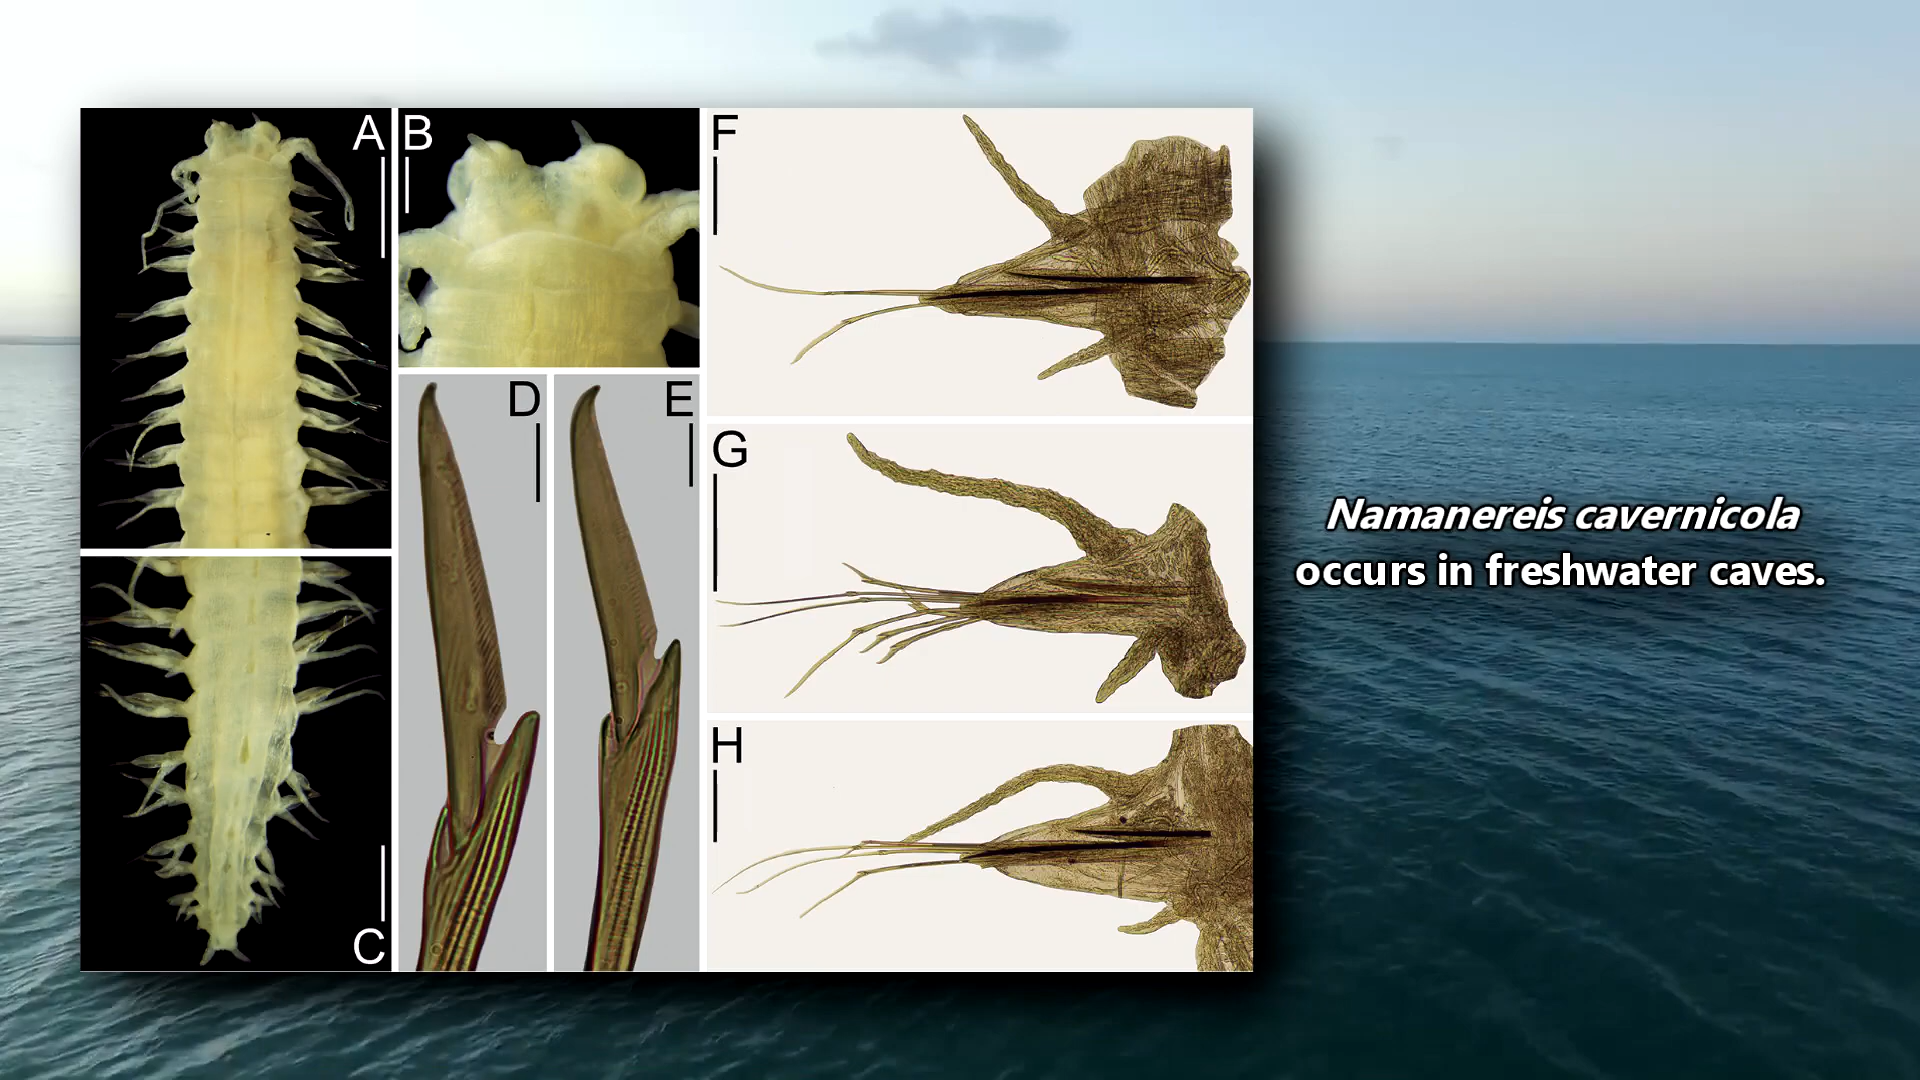 A
B
C
D
E
F
G
H
Namanereis cavernicola
occurs in freshwater caves.